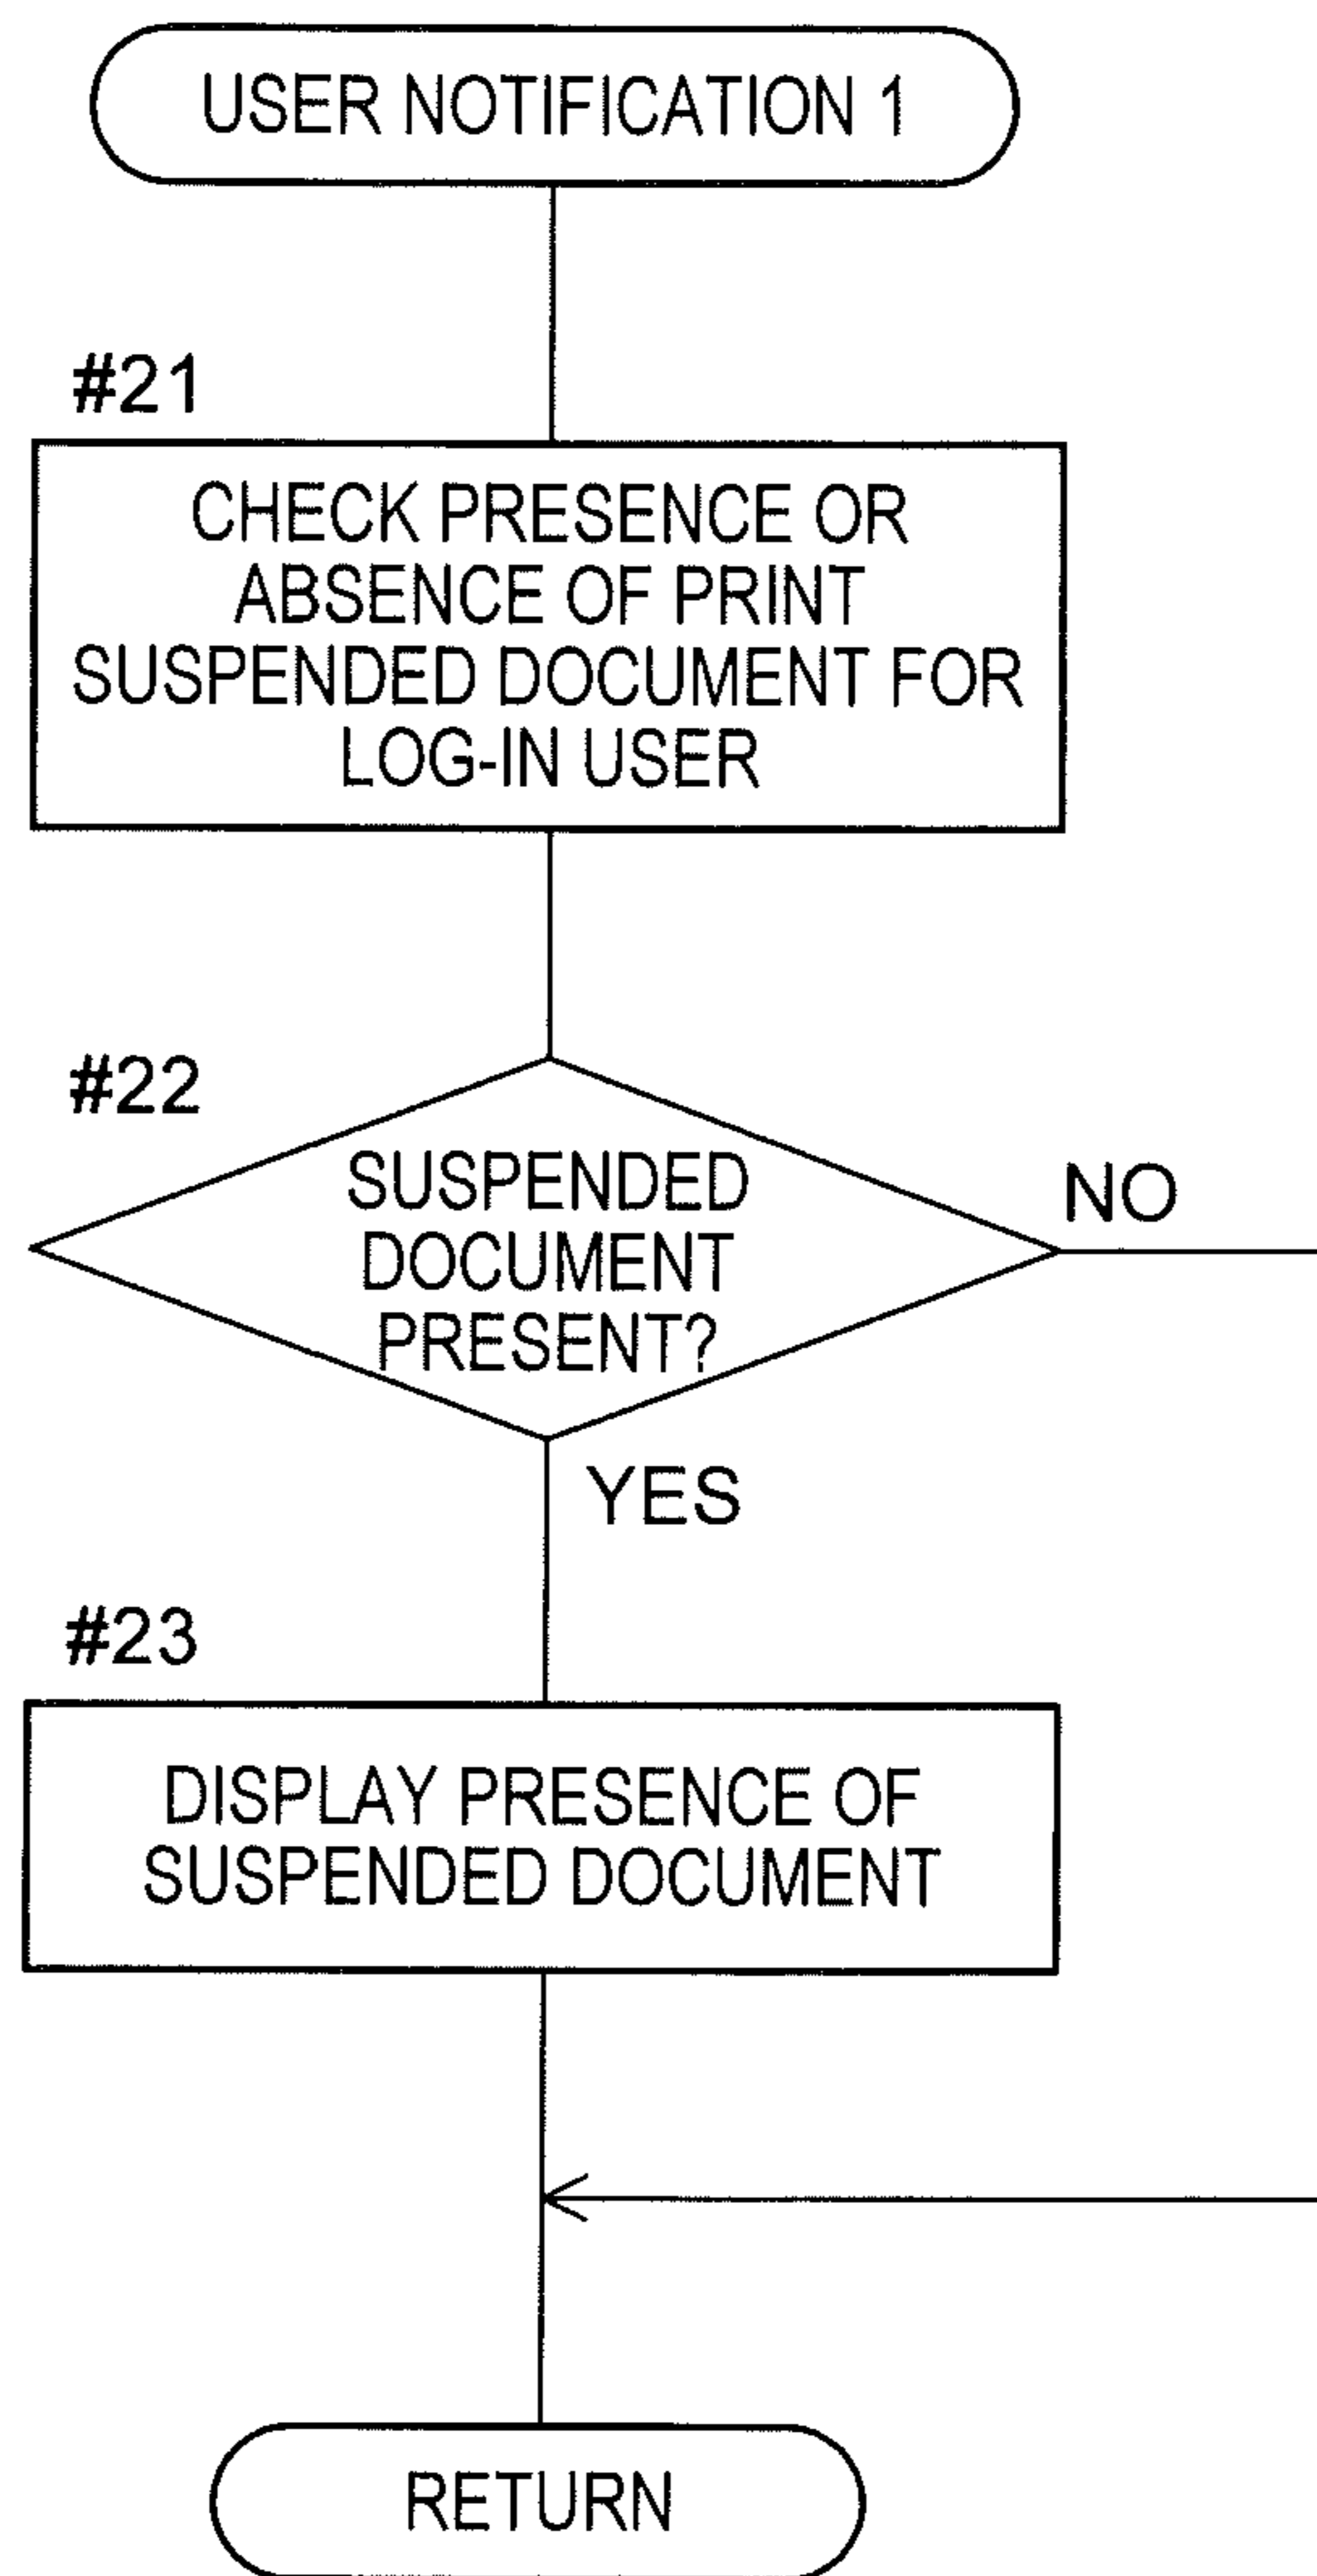 USER NOTIFICATION 1
#21
CHECK PRESENCE OR
ABSENCE OF PRINT
SUSPENDED DOCUMENT FOR
LOG-IN USER
#22
SUSPENDED
DOCUMENT
PRESENT?
NO
YES
#23
DISPLAY PRESENCE OF
SUSPENDED DOCUMENT
RETURN